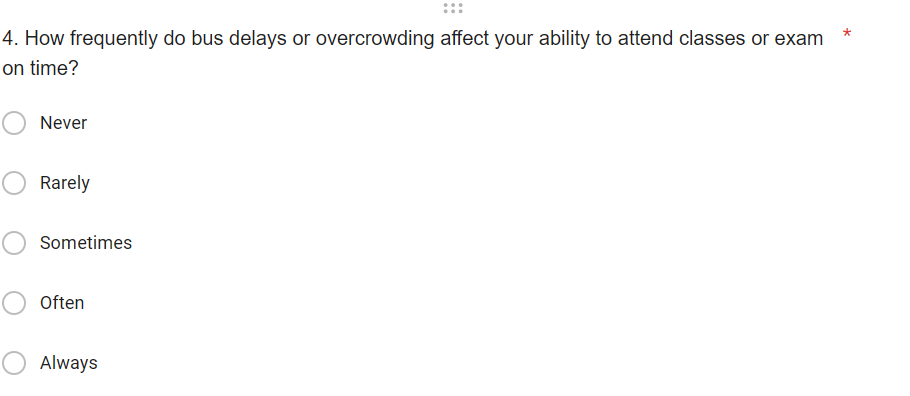 4. How frequently do bus delays or overcrowding affect your ability to attend classes or exam *
on time?
Never
Rarely
Sometimes
Often
Always